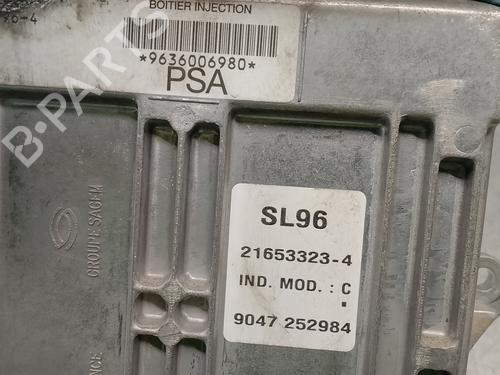 BOITIER INJECTION
*9636006980*
PSA
B-PARTS
GROUPE SAGEM
SL96
21653323-4
IND. MOD. : C
9047 252984